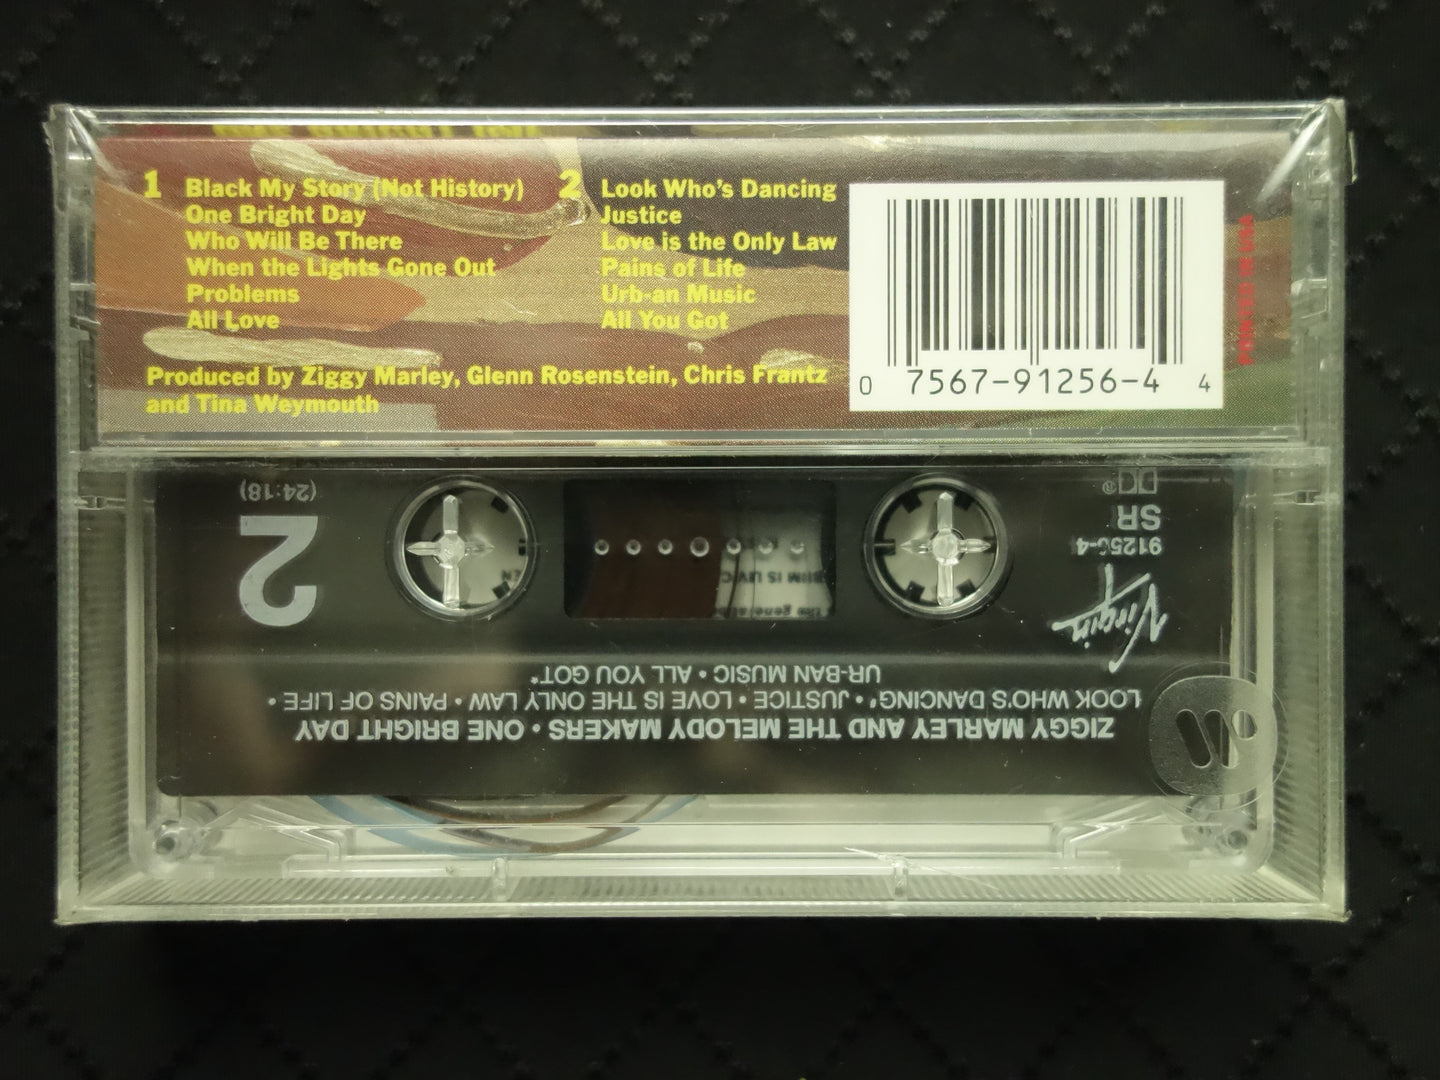 1 Black My Story (Not History)
One Bright Day
Who Will Be There
When the Lights Gone Out
Problems
All Love
2 Look Who's Dancing
Justice
Love is the Only Law
Pains of Life
Urb-an Music
All You Got
Produced by Ziggy Marley, Glenn Rosenstein, Chris Frantz
and Tina Weymouth
0 7567-91256-4 4
PRINTED IN USA
ZIGGY MARLEY AND THE MELODY MAKERS • ONE BRIGHT DAY
LOOK WHO'S DANCING • JUSTICE • LOVE IS THE ONLY LAW • PAINS OF LIFE •
UR-BAN MUSIC • ALL YOU GOT
Virgin
91256-4
SR
2
(24:18)